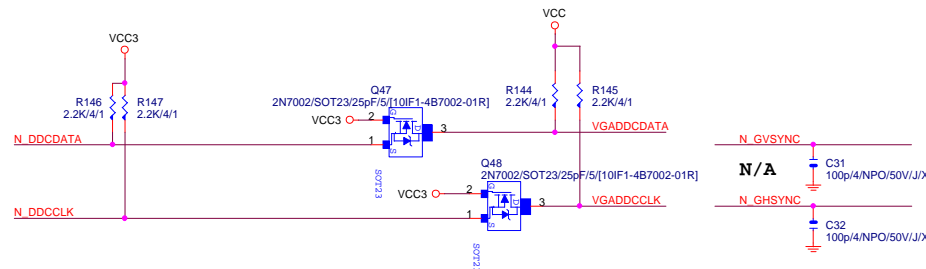 VCC3
VCC
R146
2.2K/4/1
R147
2.2K/4/1
Q47
2N7002/SOT23/25pF/5/[10IF1-4B7002-01R]
R144
2.2K/4/1
R145
2.2K/4/1
VCC3
2
G
D
S
1
3
N_DDCDATA
VGADDCDATA
N_GVSYNC
SOT23
N/A
C31
100p/4/NPO/50V/J/X
Q48
2N7002/SOT23/25pF/5/[10IF1-4B7002-01R]
VCC3
2
G
D
S
1
3
N_DDCCLK
VGADDCCLK
N_GHSYNC
C32
100p/4/NPO/50V/J/X